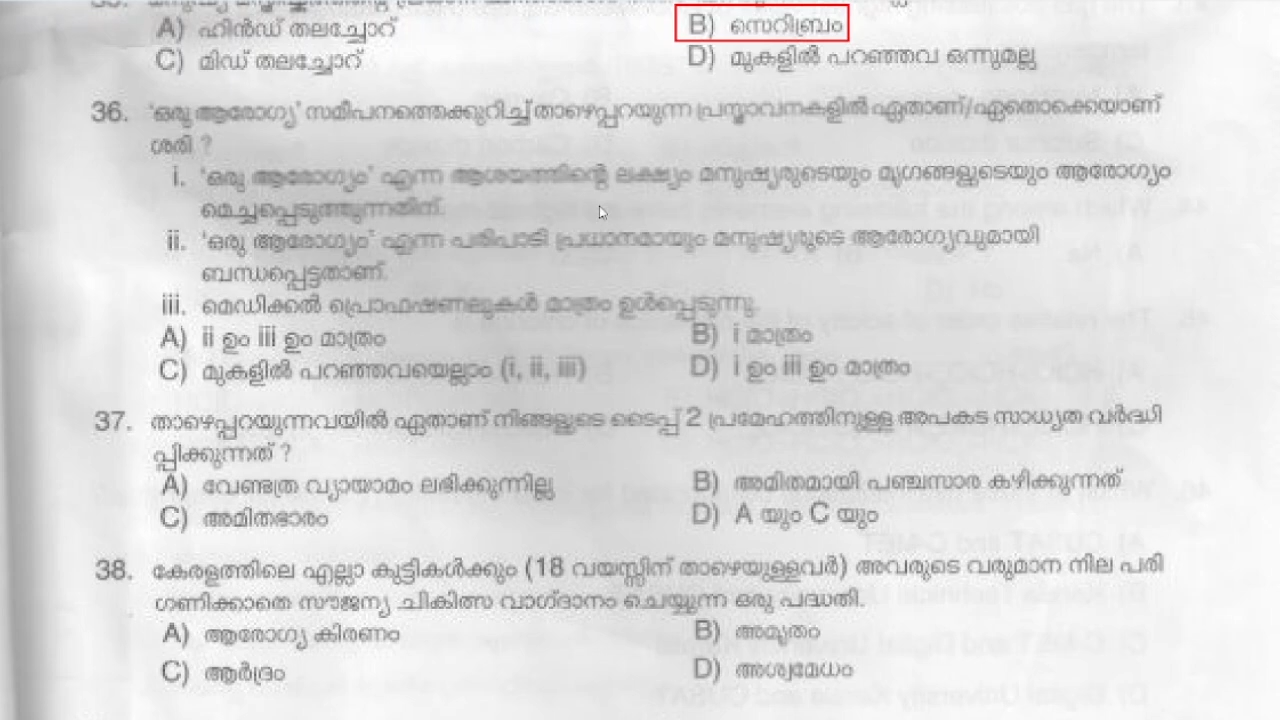 A) ഹിൻഡ് തലച്ചോറ്
B) സെറിബ്രം
C) മിഡ് തലച്ചോറ്
D) മുകളിൽ പറഞ്ഞവ ഒന്നുമല്ല
36. 'ഒരു ആരോഗ്യ' സമീപനത്തെക്കുറിച്ച് താഴെപ്പറയുന്ന പ്രസ്താവനകളിൽ ഏതാണ്/ഏതൊക്കെയാണ്
ശരി ?
i. 'ഒരു ആരോഗ്യം' എന്ന ആശയത്തിന്റെ ലക്ഷ്യം മനുഷ്യരുടെയും മൃഗങ്ങളുടെയും ആരോഗ്യം
മെച്ചപ്പെടുത്തുന്നതിന്
ii. 'ഒരു ആരോഗ്യം' എന്ന പരിപാടി പ്രധാനമായും മനുഷ്യരുടെ ആരോഗ്യവുമായി
ബന്ധപ്പെട്ടതാണ്.
iii. മെഡിക്കൽ പ്രൊഫഷണലുകൾ മാത്രം ഉൾപ്പെടുന്നു.
A) ii ഉം iii ഉം മാത്രം
B) i മാത്രം
C) മുകളിൽ പറഞ്ഞവയെല്ലാം (i, ii, iii)
D) i ഉം iii ഉം മാത്രം
37. താഴെപ്പറയുന്നവയിൽ ഏതാണ് നിങ്ങളുടെ ടൈപ്പ് 2 പ്രമേഹത്തിനുള്ള അപകട സാധ്യത വർദ്ധി
പ്പിക്കുന്നത് ?
A) വേണ്ടത്ര വ്യായാമം ലഭിക്കുന്നില്ല
B) അമിതമായി പഞ്ചസാര കഴിക്കുന്നത്
C) അമിതഭാരം
D) A യും C യും
38. കേരളത്തിലെ എല്ലാ കുട്ടികൾക്കും (18 വയസ്സിന് താഴെയുള്ളവർ) അവരുടെ വരുമാന നില പരി
ഗണിക്കാതെ സൗജന്യ ചികിത്സ വാഗ്ദാനം ചെയ്യുന്ന ഒരു പദ്ധതി.
A) ആരോഗ്യ കിരണം
B) അമൃതം
C) ആർദ്രം
D) അശ്വമേധം